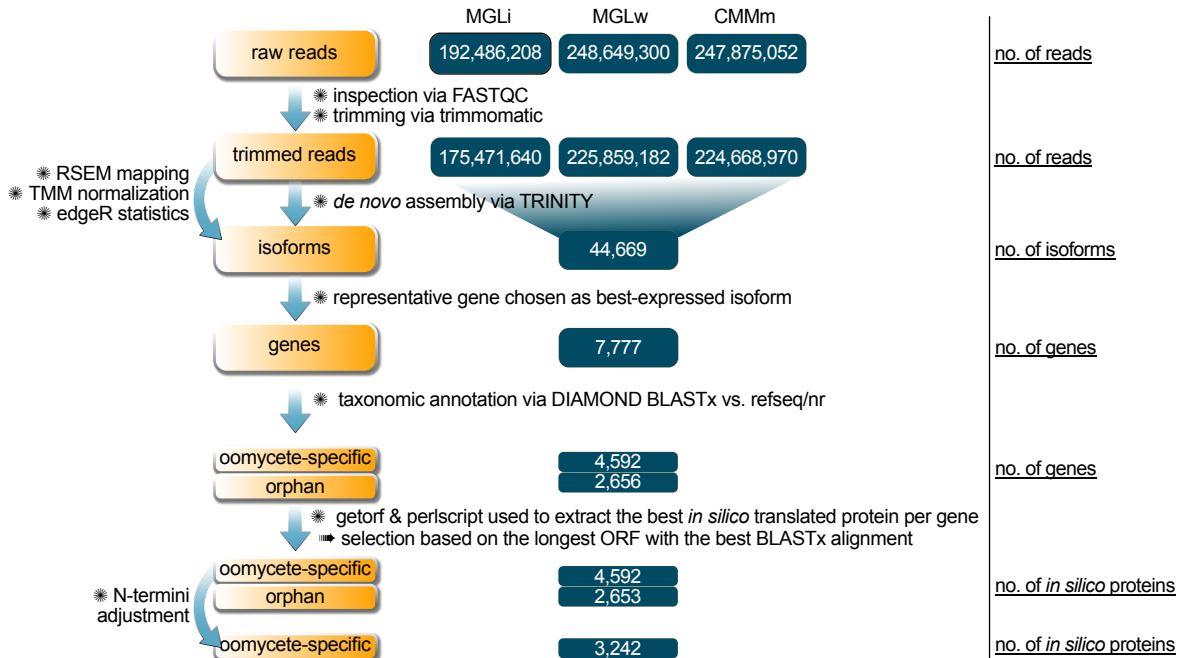 MGLi MGLw CMMm
raw reads 192,486,208 248,649,300 247,875,052 no. of reads
✺ inspection via FASTQC
✺ trimming via trimmomatic
trimmed reads 175,471,640 225,859,182 224,668,970 no. of reads
✺ RSEM mapping
✺ TMM normalization
✺ edgeR statistics
✺ de novo assembly via TRINITY
isoforms 44,669 no. of isoforms
✺ representative gene chosen as best-expressed isoform
genes 7,777 no. of genes
✺ taxonomic annotation via DIAMOND BLASTx vs. refseq/nr
oomycete-specific 4,592
orphan 2,656
no. of genes
✺ getorf & perlscript used to extract the best in silico translated protein per gene
➠ selection based on the longest ORF with the best BLASTx alignment
oomycete-specific 4,592
orphan 2,653
no. of in silico proteins
✺ N-termini
adjustment
oomycete-specific 3,242 no. of in silico proteins